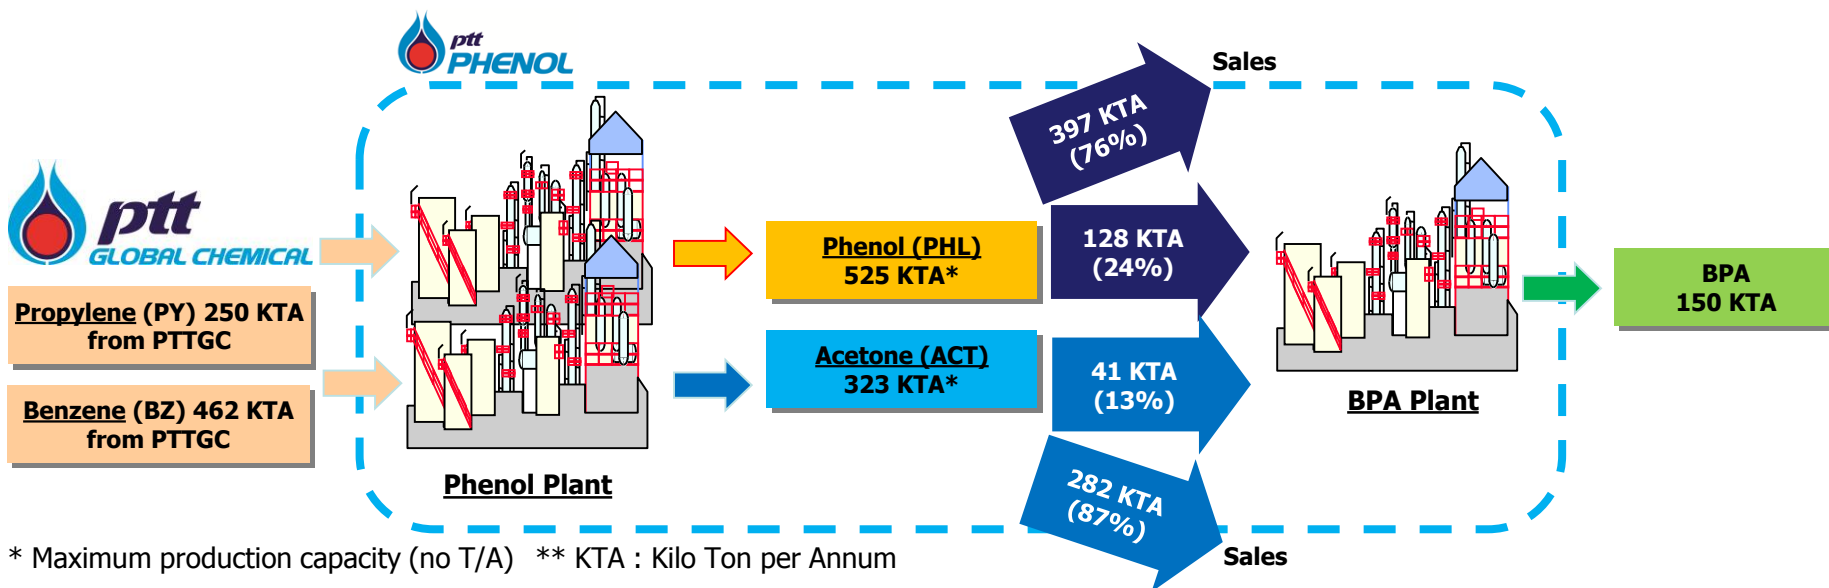 ptt
PHENOL
Sales
397 KTA
(76%)
ptt
GLOBAL CHEMICAL
Propylene (PY) 250 KTA
from PTTGC
Benzene (BZ) 462 KTA
from PTTGC
Phenol Plant
Phenol (PHL)
525 KTA*
Acetone (ACT)
323 KTA*
128 KTA
(24%)
41 KTA
(13%)
282 KTA
(87%)
Sales
BPA Plant
BPA
150 KTA
* Maximum production capacity (no T/A) ** KTA : Kilo Ton per Annum